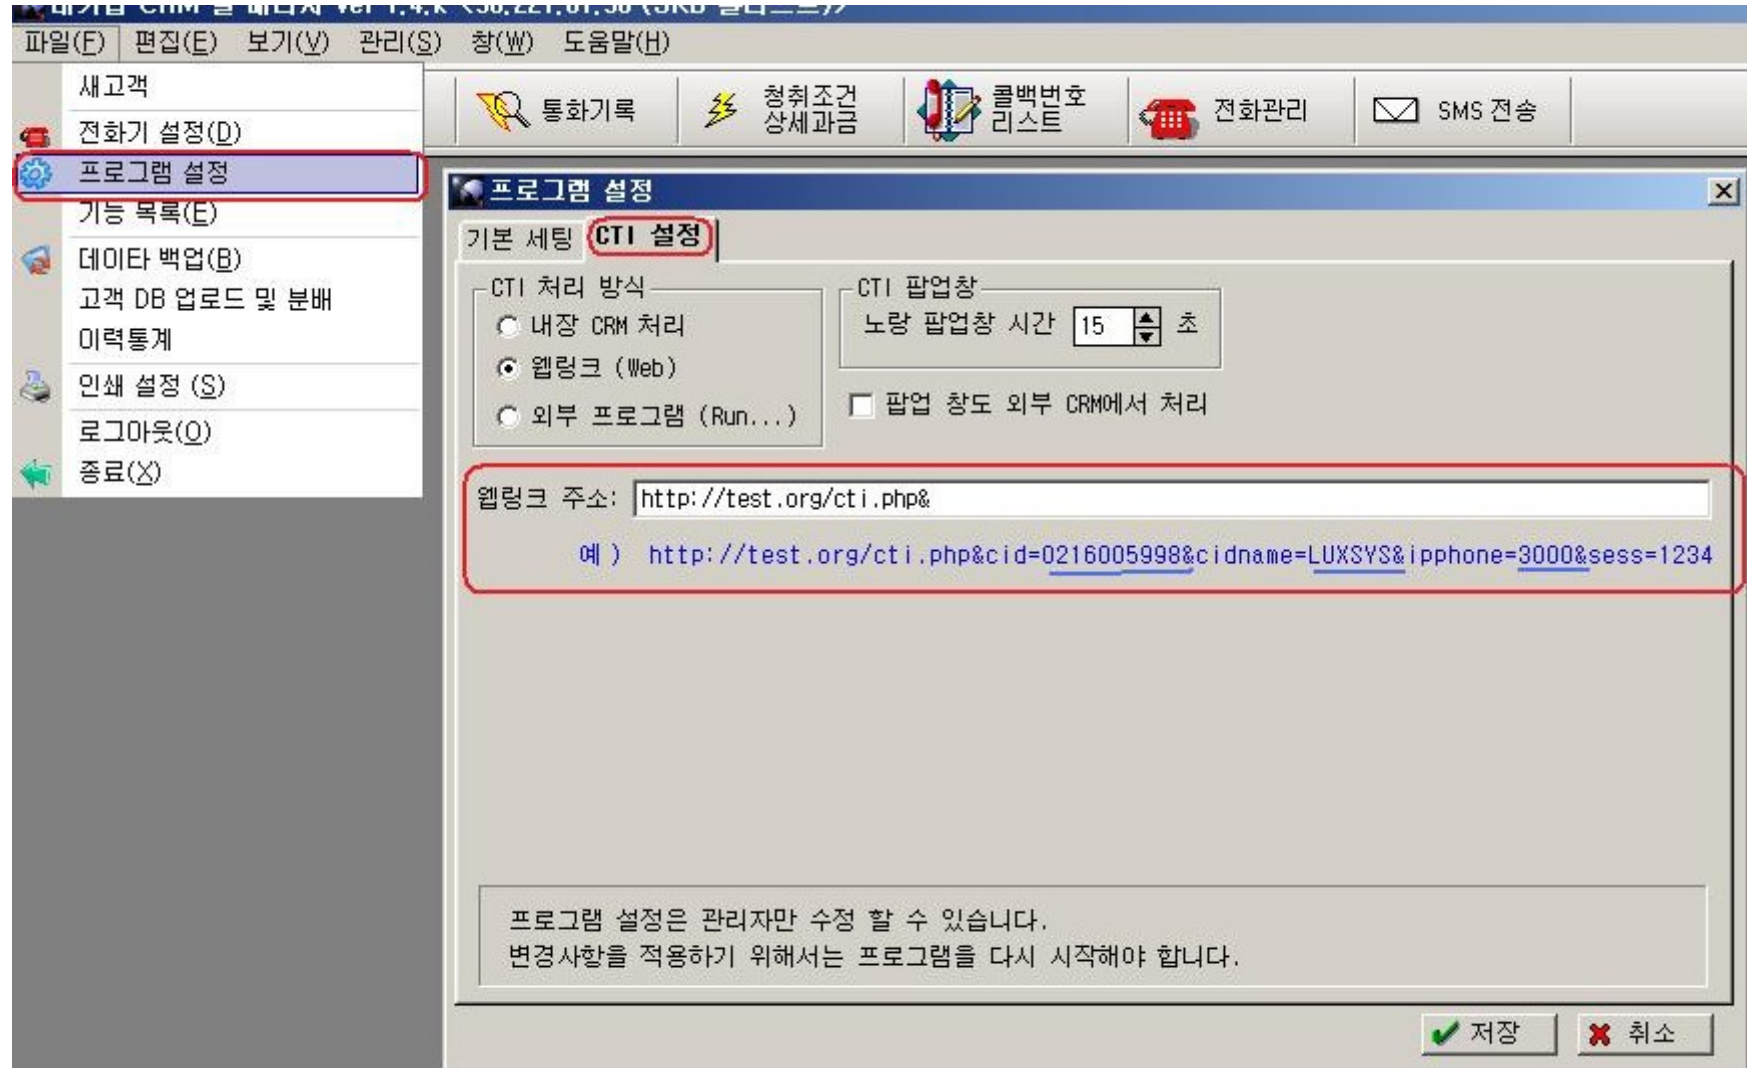 CRM 콜 매니저 Ver 1.4.k
파일(F) 편집(E) 보기(V) 관리(S) 창(W) 도움말(H)
새고객
전화기 설정(D)
프로그램 설정
기능 목록(E)
데이타 백업(B)
고객 DB 업로드 및 분배
이력통계
인쇄 설정 (S)
로그아웃(O)
종료(X)
통화기록
청취조건
상세과금
콜백번호
리스트
전화관리
SMS 전송
프로그램 설정
기본 세팅 CTI 설정
CTI 처리 방식
내장 CRM 처리
웹링크 (Web)
외부 프로그램 (Run...)
CTI 팝업창
노랑 팝업창 시간 15 초
팝업 창도 외부 CRM에서 처리
웹링크 주소: http://test.org/cti.php&
예) http://test.org/cti.php&cid=0216005998&cidname=LUXSYS&ipphone=3000&sess=1234
프로그램 설정은 관리자만 수정 할 수 있습니다.
변경사항을 적용하기 위해서는 프로그램을 다시 시작해야 합니다.
저장 취소